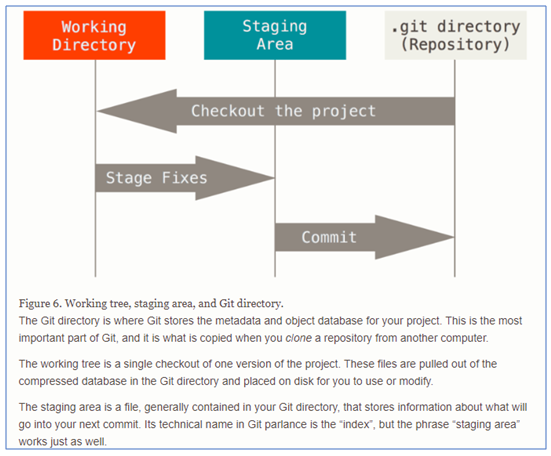 Working
Directory
Staging
Area
.git directory
(Repository)
Checkout the project
Stage Fixes
Commit
Figure 6. Working tree, staging area, and Git directory.
The Git directory is where Git stores the metadata and object database for your project. This is the most
important part of Git, and it is what is copied when you clone a repository from another computer.
The working tree is a single checkout of one version of the project. These files are pulled out of the
compressed database in the Git directory and placed on disk for you to use or modify.
The staging area is a file, generally contained in your Git directory, that stores information about what will
go into your next commit. Its technical name in Git parlance is the “index”, but the phrase “staging area”
works just as well.